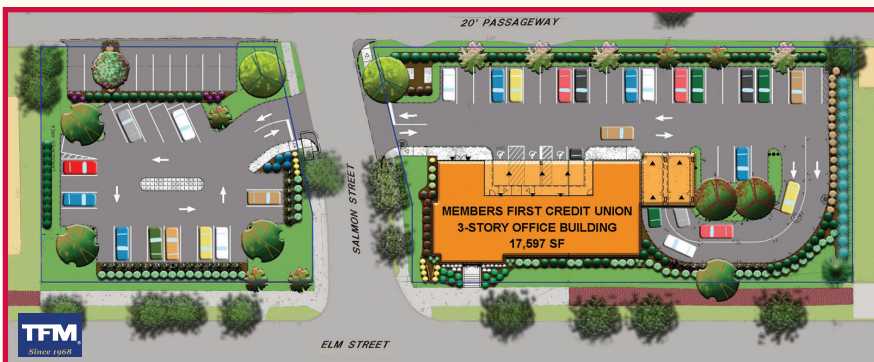 20' PASSAGEWAY
SALMON STREET
MEMBERS FIRST CREDIT UNION
3-STORY OFFICE BUILDING
17,597 SF
TFM
Since 1968
ELM STREET